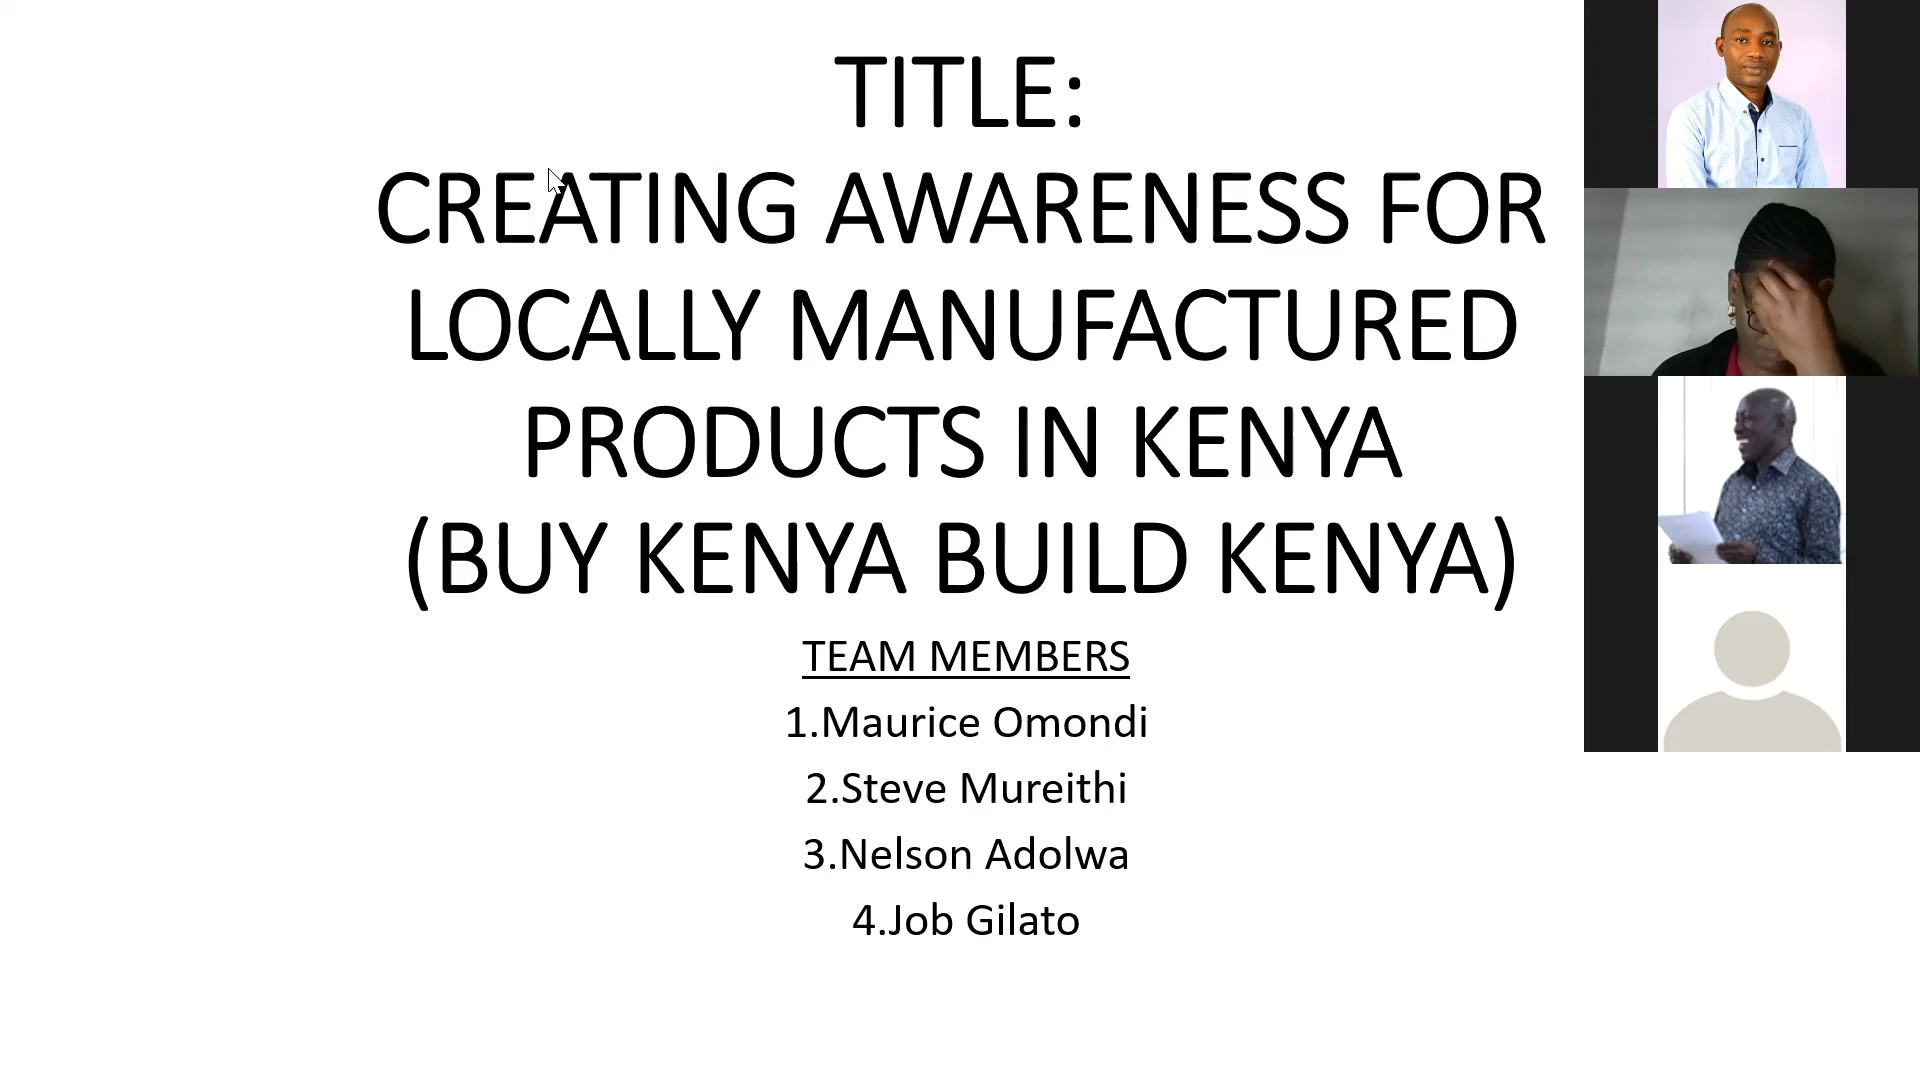 TITLE:
CREATING AWARENESS FOR
LOCALLY MANUFACTURED
PRODUCTS IN KENYA
(BUY KENYA BUILD KENYA)
TEAM MEMBERS
1.Maurice Omondi
2.Steve Mureithi
3.Nelson Adolwa
4.Job Gilato